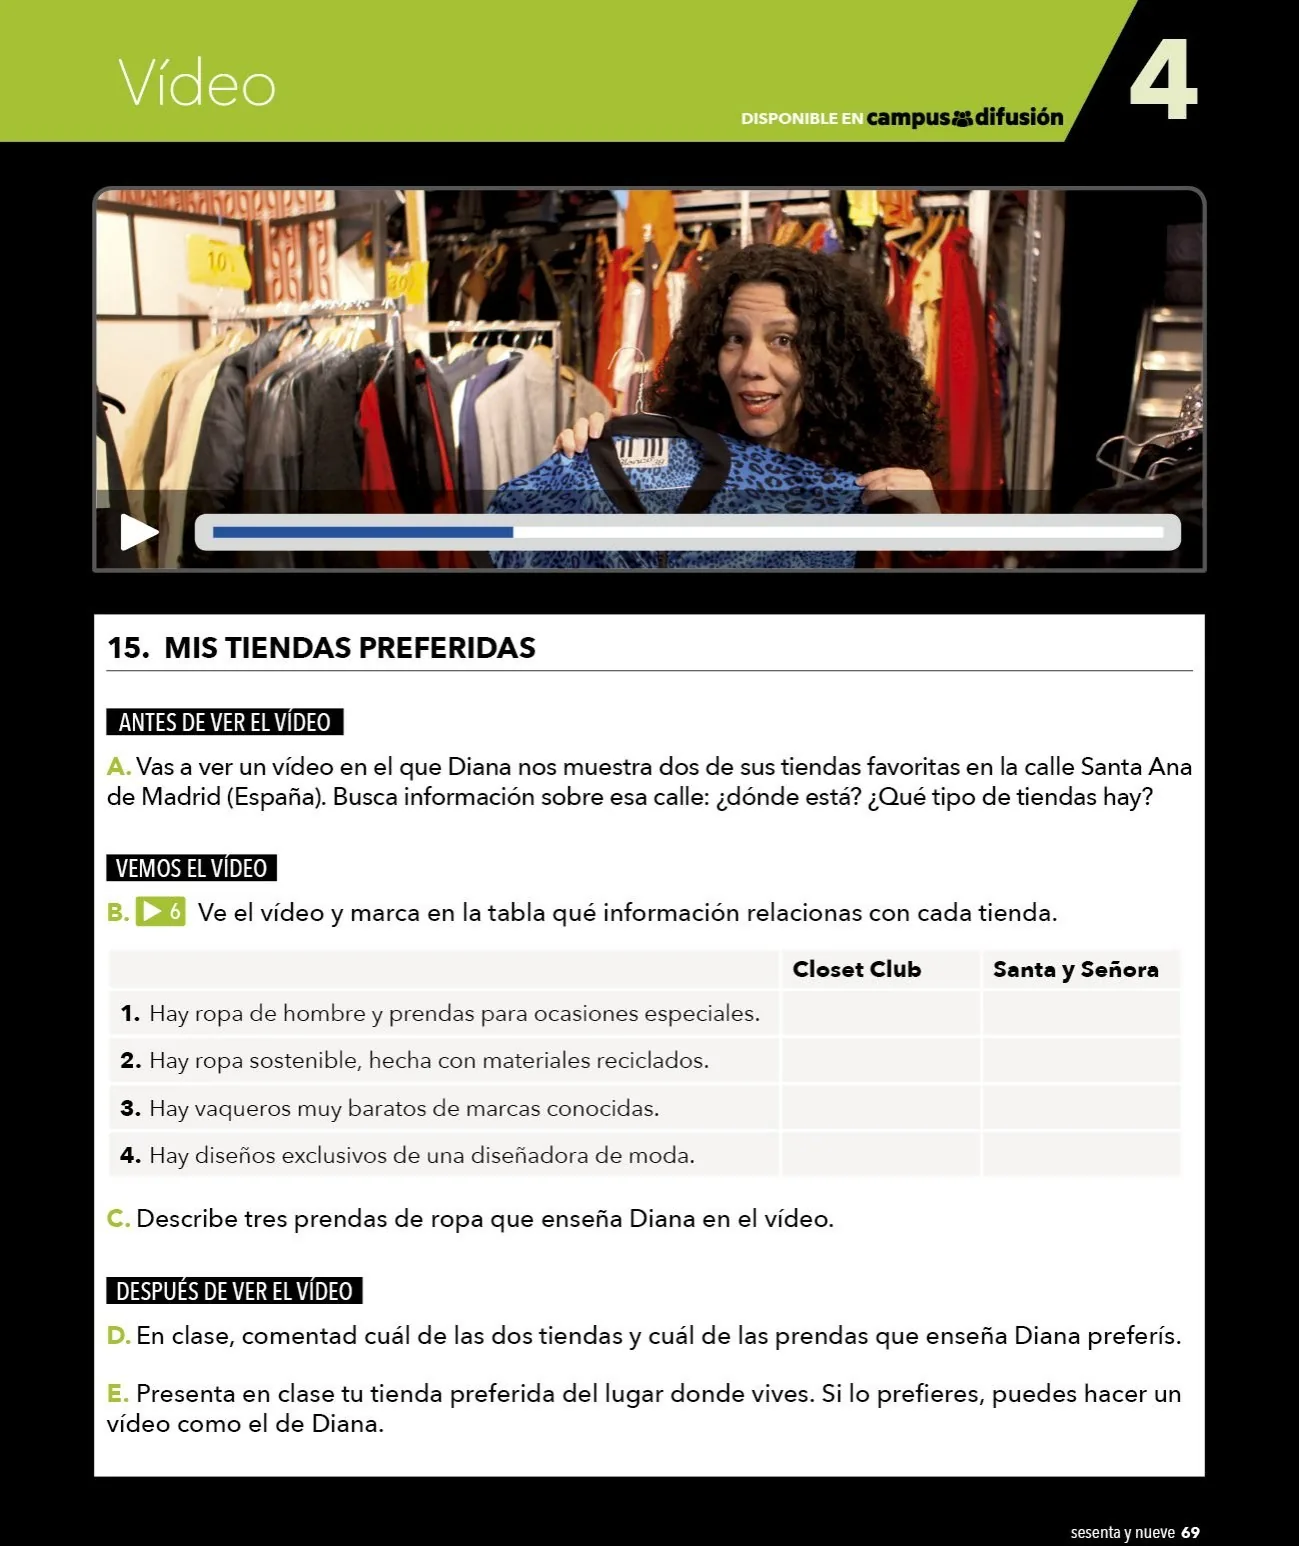 Vídeo
4
DISPONIBLE EN campus difusión
10
30
Blanco
15. MIS TIENDAS PREFERIDAS
ANTES DE VER EL VÍDEO
A. Vas a ver un vídeo en el que Diana nos muestra dos de sus tiendas favoritas en la calle Santa Ana
de Madrid (España). Busca información sobre esa calle: ¿dónde está? ¿Qué tipo de tiendas hay?
VEMOS EL VÍDEO
B. 6 Ve el vídeo y marca en la tabla qué información relacionas con cada tienda.
Closet Club Santa y Señora
1. Hay ropa de hombre y prendas para ocasiones especiales.
2. Hay ropa sostenible, hecha con materiales reciclados.
3. Hay vaqueros muy baratos de marcas conocidas.
4. Hay diseños exclusivos de una diseñadora de moda.
C. Describe tres prendas de ropa que enseña Diana en el vídeo.
DESPUÉS DE VER EL VÍDEO
D. En clase, comentad cuál de las dos tiendas y cuál de las prendas que enseña Diana preferís.
E. Presenta en clase tu tienda preferida del lugar donde vives. Si lo prefieres, puedes hacer un
vídeo como el de Diana.
sesenta y nueve 69